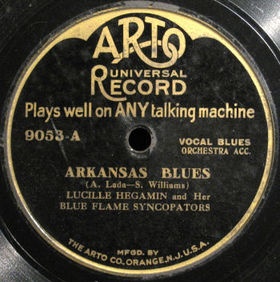 ARTO
UNIVERSAL
RECORD
Plays well on ANY talking machine
9053-A
VOCAL BLUES
ORCHESTRA ACC.
ARKANSAS BLUES
(A. Lada—S. Williams)
LUCILLE HEGAMIN and Her
BLUE FLAME SYNCOPATORS
MFGD. BY
THE ARTO CO., ORANGE, N.J., U.S.A.